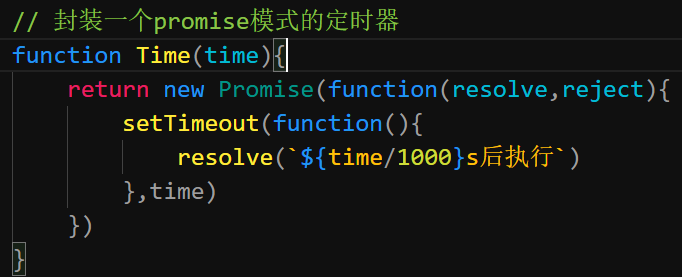 // 封装一个promise模式的定时器
function Time(time){
    return new Promise(function(resolve,reject){
        setTimeout(function(){
            resolve(`${time/1000}s后执行`)
        },time)
    })
}